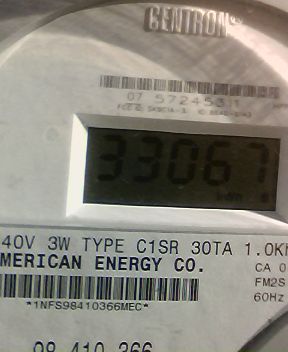 CENTRON®
07 57245311
33067
40V 3W TYPE C1SR 30TA 1.0K
MERICAN ENERGY CO.
CA 0
FM2S
60Hz
*1NFS98410366MEC*
98 410 366